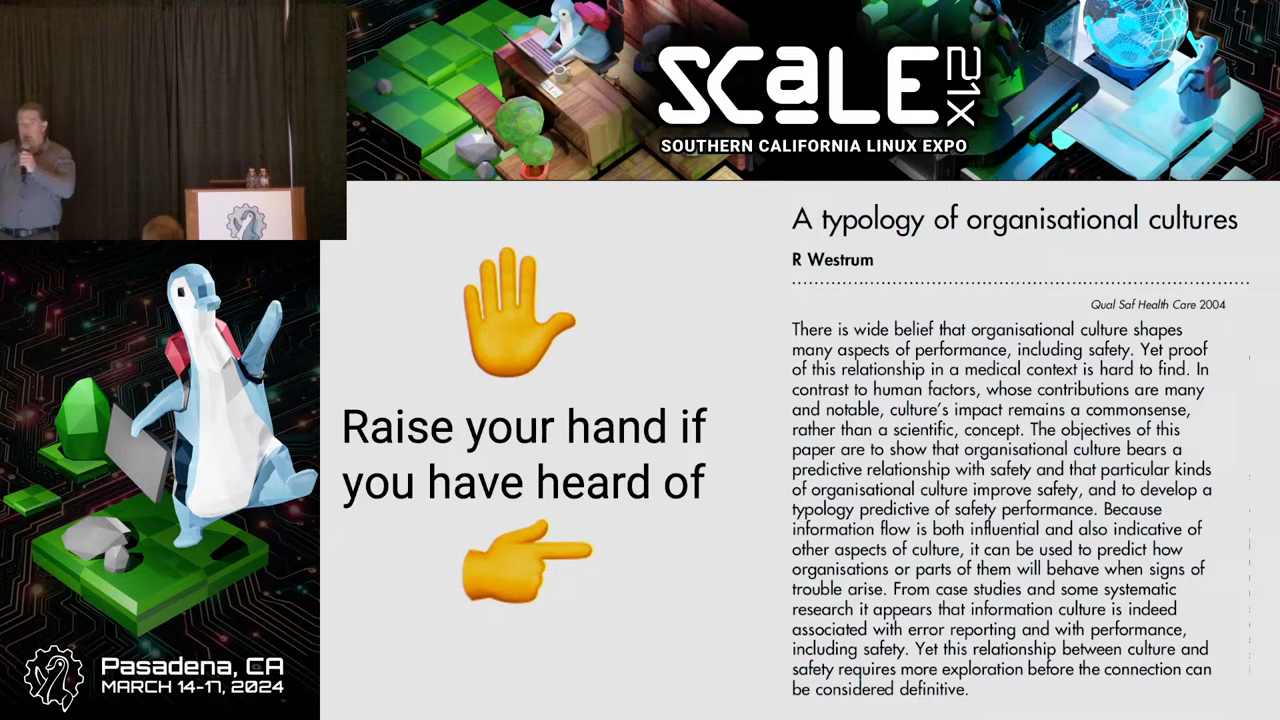 SCaLE 21X
SOUTHERN CALIFORNIA LINUX EXPO
Raise your hand if
you have heard of
A typology of organisational cultures
R Westrum
Qual Saf Health Care 2004
There is wide belief that organisational culture shapes
many aspects of performance, including safety. Yet proof
of this relationship in a medical context is hard to find. In
contrast to human factors, whose contributions are many
and notable, culture's impact remains a commonsense,
rather than a scientific, concept. The objectives of this
paper are to show that organisational culture bears a
predictive relationship with safety and that particular kinds
of organisational culture improve safety, and to develop a
typology predictive of safety performance. Because
information flow is both influential and also indicative of
other aspects of culture, it can be used to predict how
organisations or parts of them will behave when signs of
trouble arise. From case studies and some systematic
research it appears that information culture is indeed
associated with error reporting and with performance,
including safety. Yet this relationship between culture and
safety requires more exploration before the connection can
be considered definitive.
Pasadena, CA
MARCH 14-17, 2024